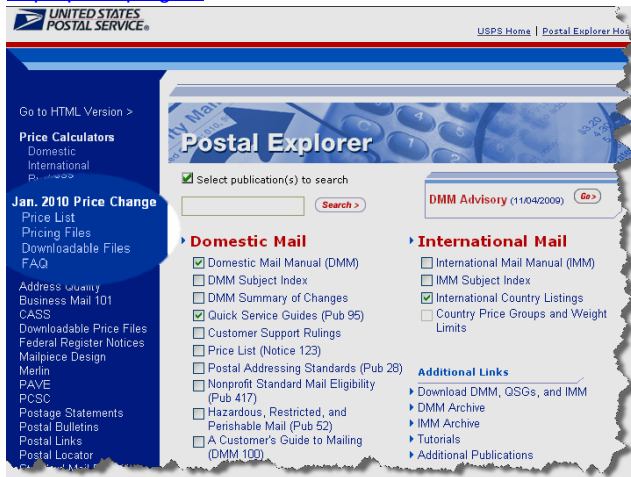 UNITED STATES
POSTAL SERVICE®
USPS Home | Postal Explorer
Go to HTML Version >
Price Calculators
Domestic
International
Jan. 2010 Price Change
Price List
Pricing Files
Downloadable Files
FAQ
Address Quality
Business Mail 101
CASS
Downloadable Price Files
Federal Register Notices
Mailpiece Design
Merlin
PAVE
PCSC
Postage Statements
Postal Bulletins
Postal Links
Postal Locator
Postal Explorer
Select publication(s) to search
Search >
DMM Advisory (11/04/2009)
Go >
Domestic Mail
Domestic Mail Manual (DMM)
DMM Subject Index
DMM Summary of Changes
Quick Service Guides (Pub 95)
Customer Support Rulings
Price List (Notice 123)
Postal Addressing Standards (Pub 28)
Nonprofit Standard Mail Eligibility
(Pub 417)
Hazardous, Restricted, and
Perishable Mail (Pub 52)
A Customer's Guide to Mailing
(DMM 100)
International Mail
International Mail Manual (IMM)
IMM Subject Index
International Country Listings
Country Price Groups and Weight
Limits
Additional Links
Download DMM, QSGs, and IMM
DMM Archive
IMM Archive
Tutorials
Additional Publications